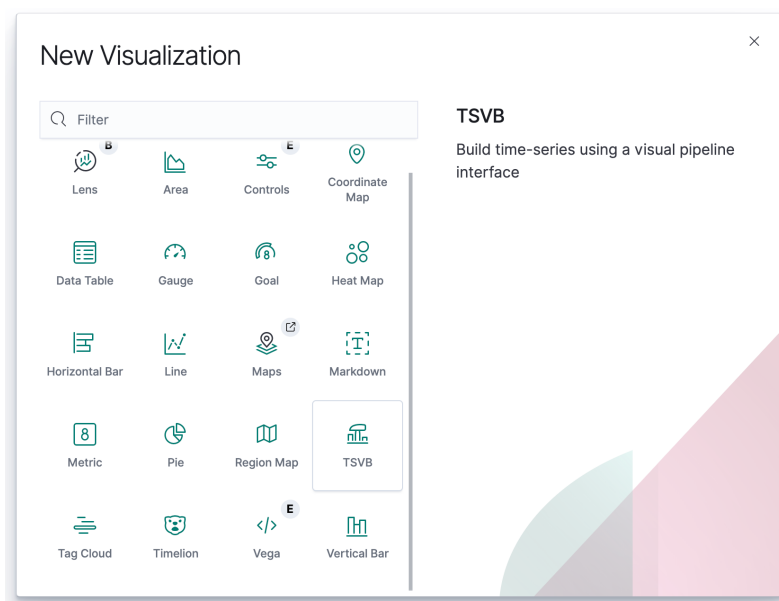 New Visualization
Filter
TSVB
Build time-series using a visual pipeline
interface
B
E
Lens
Area
Controls
Coordinate
Map
8
Data Table
Gauge
Goal
Heat Map
T
Horizontal Bar
Line
Maps
Markdown
8
Metric
Pie
Region Map
TSVB
E
Tag Cloud
Timelion
Vega
Vertical Bar